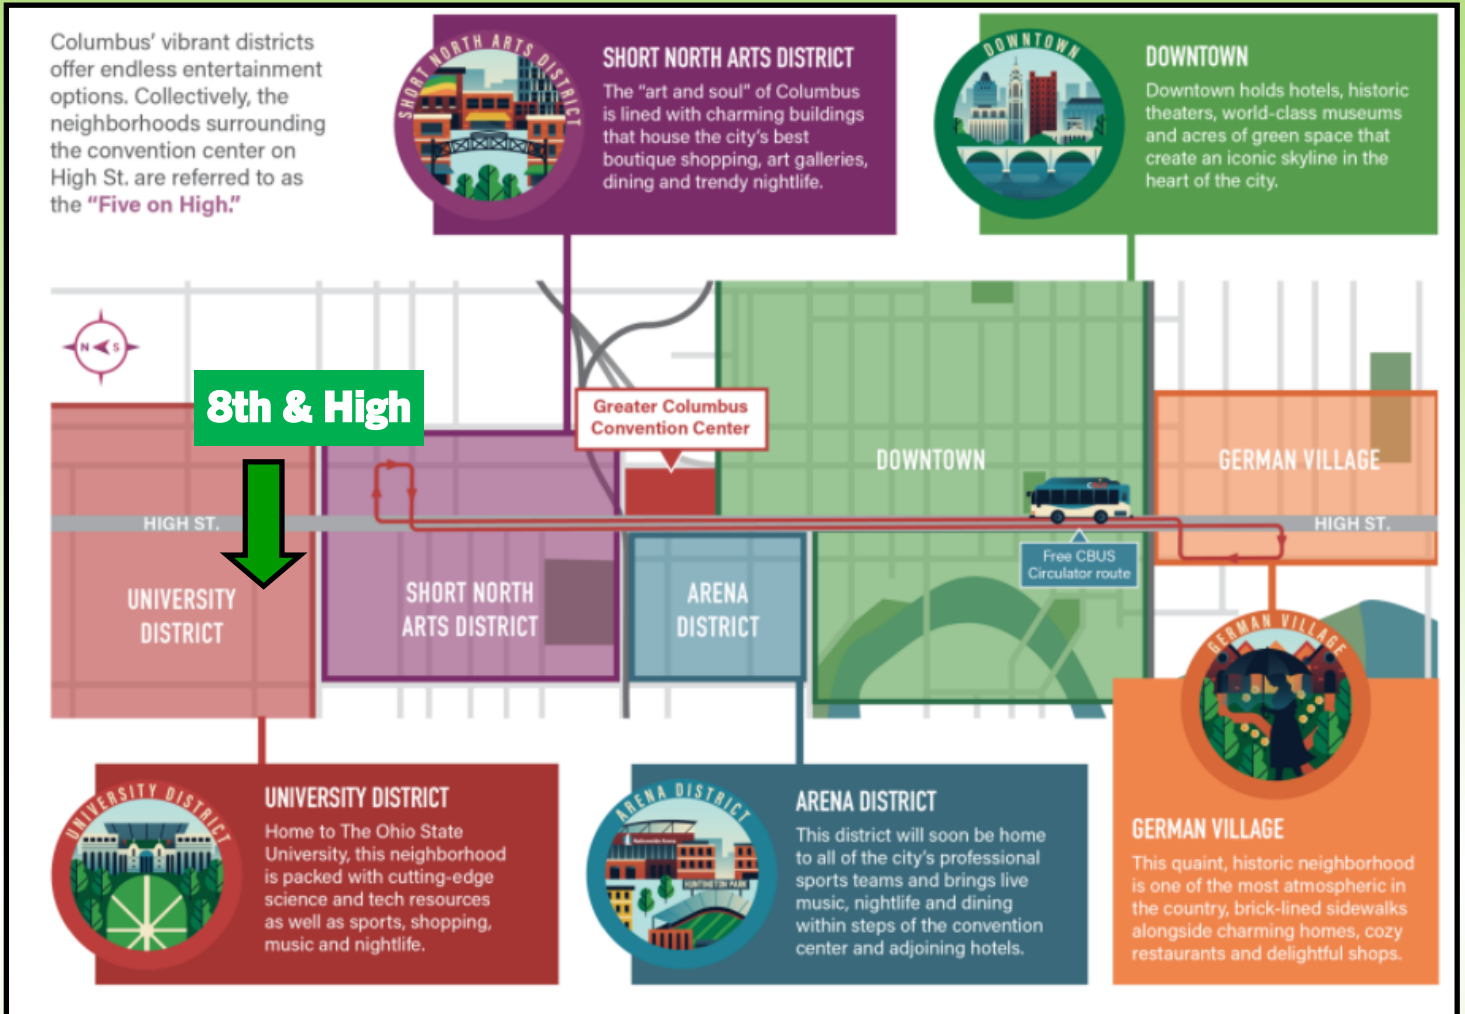 Columbus' vibrant districts
offer endless entertainment
options. Collectively, the
neighborhoods surrounding
the convention center on
High St. are referred to as
the "Five on High."
SHORT NORTH ARTS DISTRICT
SHORT NORTH ARTS DISTRICT
The "art and soul" of Columbus
is lined with charming buildings
that house the city's best
boutique shopping, art galleries,
dining and trendy nightlife.
DOWNTOWN
DOWNTOWN
Downtown holds hotels, historic
theaters, world-class museums
and acres of green space that
create an iconic skyline in the
heart of the city.
N S
8th & High
Greater Columbus
Convention Center
DOWNTOWN
GERMAN VILLAGE
HIGH ST.
HIGH ST.
Free CBUS
Circulator route
UNIVERSITY
DISTRICT
SHORT NORTH
ARTS DISTRICT
ARENA
DISTRICT
GERMAN VILLAGE
UNIVERSITY DISTRICT
UNIVERSITY DISTRICT
Home to The Ohio State
University, this neighborhood
is packed with cutting-edge
science and tech resources
as well as sports, shopping,
music and nightlife.
ARENA DISTRICT
HUNTINGTON PARK
ARENA DISTRICT
This district will soon be home
to all of the city's professional
sports teams and brings live
music, nightlife and dining
within steps of the convention
center and adjoining hotels.
GERMAN VILLAGE
This quaint, historic neighborhood
is one of the most atmospheric in
the country, brick-lined sidewalks
alongside charming homes, cozy
restaurants and delightful shops.